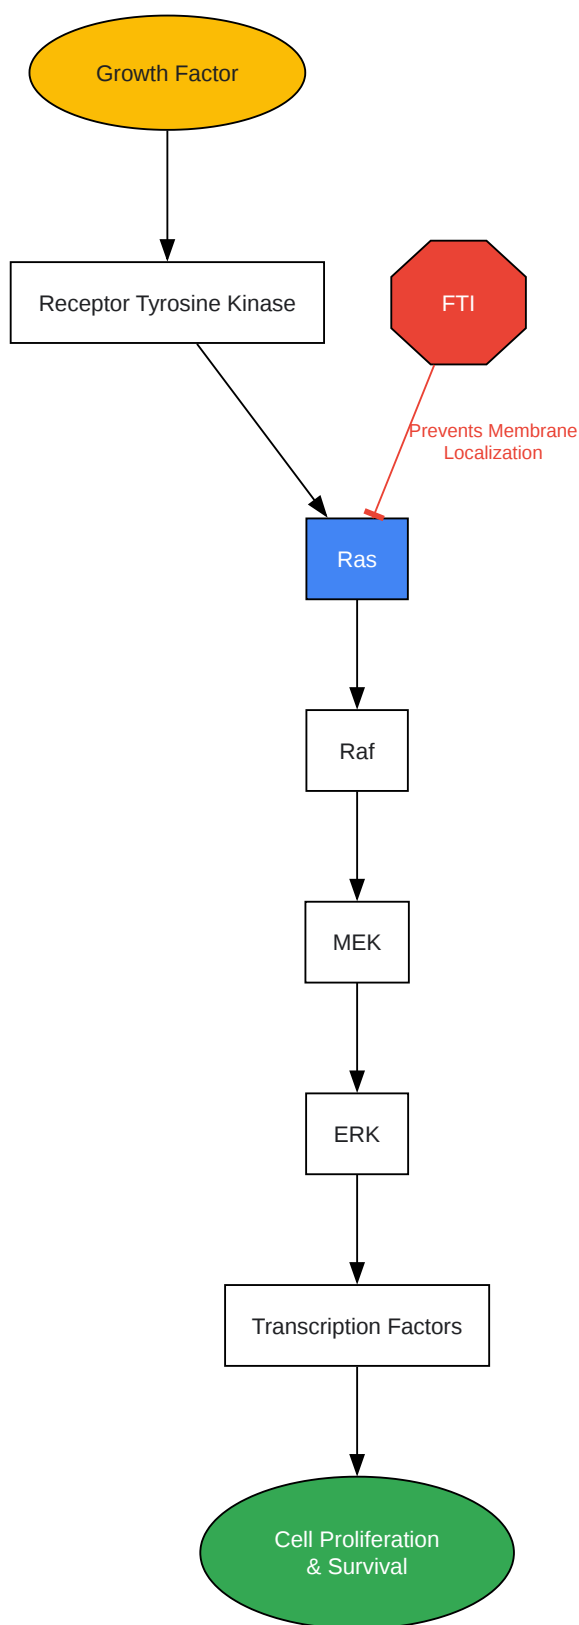 Growth Factor
Receptor Tyrosine Kinase
FTI
Prevents Membrane
Localization
Ras
Raf
MEK
ERK
Transcription Factors
Cell Proliferation
& Survival